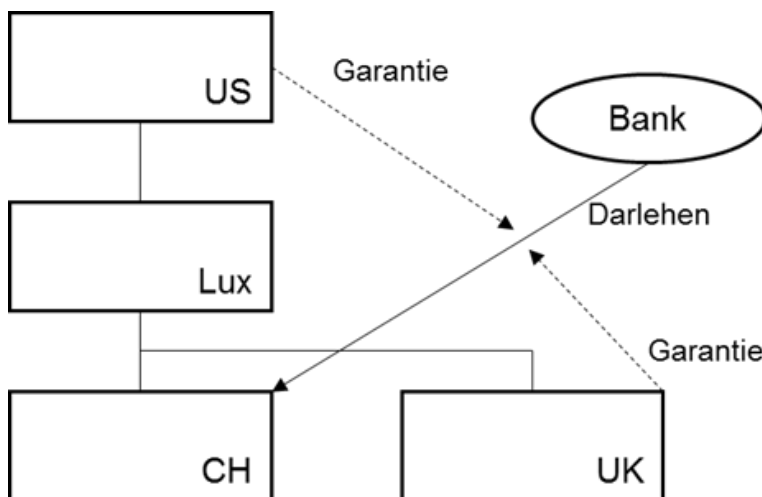 US
Garantie
Bank
Darlehen
Lux
Garantie
CH
UK